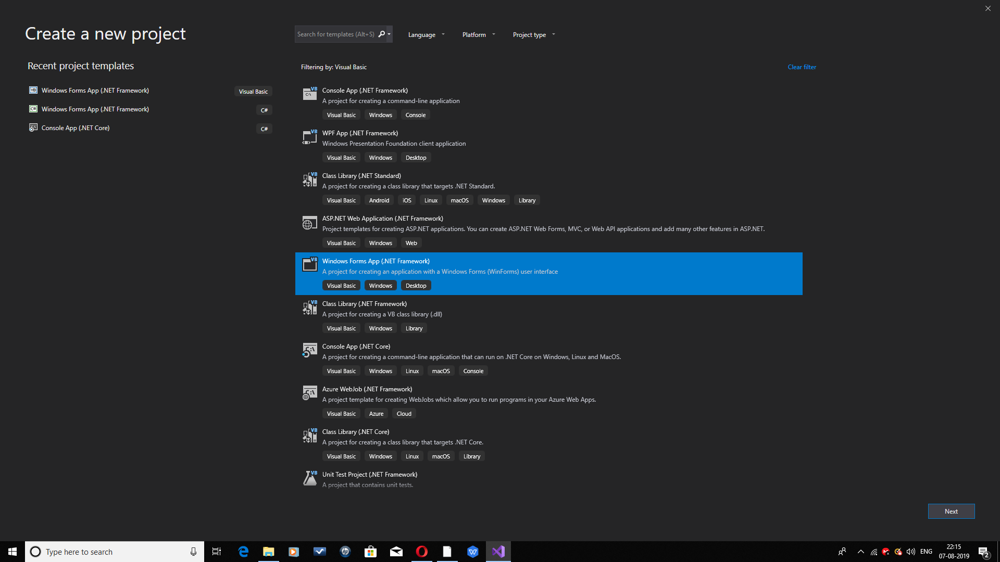 Create a new project
Search for templates (Alt+S)
Language
Platform
Project type
Recent project templates
Windows Forms App (.NET Framework)
Visual Basic
Windows Forms App (.NET Framework)
C#
Console App (.NET Core)
C#
Filtering by: Visual Basic
Clear filter
Console App (.NET Framework)
A project for creating a command-line application
Visual Basic Windows Console
WPF App (.NET Framework)
Windows Presentation Foundation client application
Visual Basic Windows Desktop
Class Library (.NET Standard)
A project for creating a class library that targets .NET Standard.
Visual Basic Android iOS Linux macOS Windows Library
ASP.NET Web Application (.NET Framework)
Project templates for creating ASP.NET applications. You can create ASP.NET Web Forms, MVC, or Web API applications and add many other features in ASP.NET.
Visual Basic Windows Web
Windows Forms App (.NET Framework)
A project for creating an application with a Windows Forms (WinForms) user interface
Visual Basic Windows Desktop
Class Library (.NET Framework)
A project for creating a VB class library (.dll)
Visual Basic Windows Library
Console App (.NET Core)
A project for creating a command-line application that can run on .NET Core on Windows, Linux and MacOS.
Visual Basic Windows Linux macOS Console
Azure WebJob (.NET Framework)
A project template for creating WebJobs which allow you to run programs in your Azure Web Apps.
Visual Basic Azure Cloud
Class Library (.NET Core)
A project for creating a class library that targets .NET Core.
Visual Basic Windows Linux macOS Library
Unit Test Project (.NET Framework)
A project that contains unit tests.
Next
Type here to search
ENG
22:15
07-08-2019
2